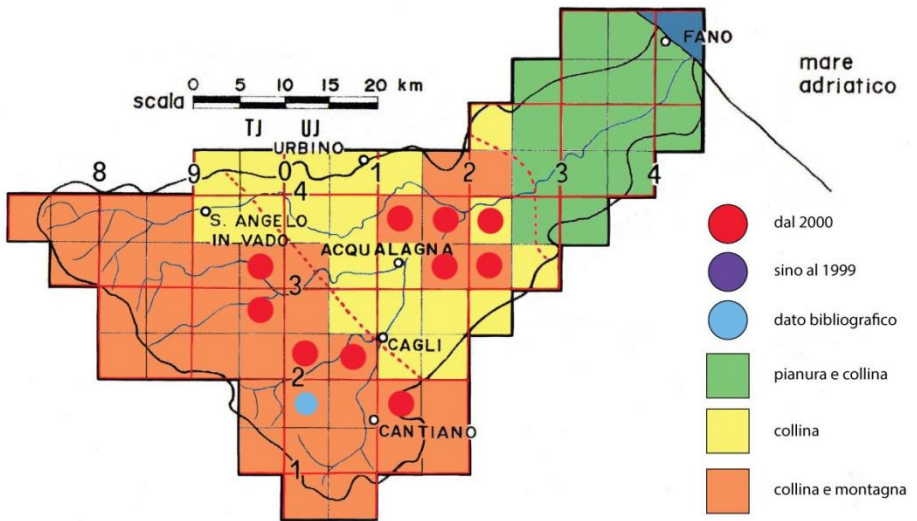 FANO
mare
adriatico
scala 0 5 10 15 20 km
TJ UJ
URBINO
8 9 0 1 2 3 4
4
S. ANGELO
IN VADO
ACQUALAGNA
3
CAGLI
2
CANTIANO
1
dal 2000
sino al 1999
dato bibliografico
pianura e collina
collina
collina e montagna